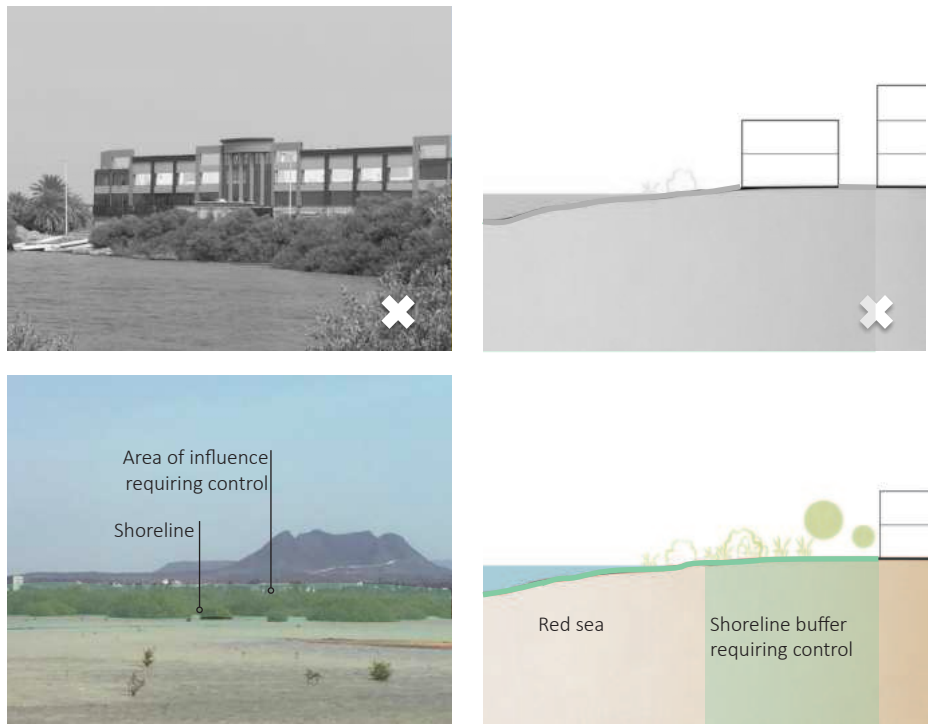 Area of influence
requiring control
Shoreline
Red sea
Shoreline buffer
requiring control